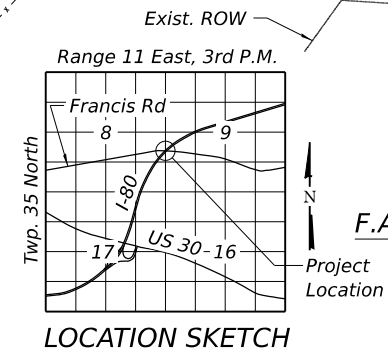 Exist. ROW
Range 11 East, 3rd P.M.
Francis Rd
8
9
Twp. 35 North
I-80
N
F.A
17
US 30
16
Project
Location
LOCATION SKETCH